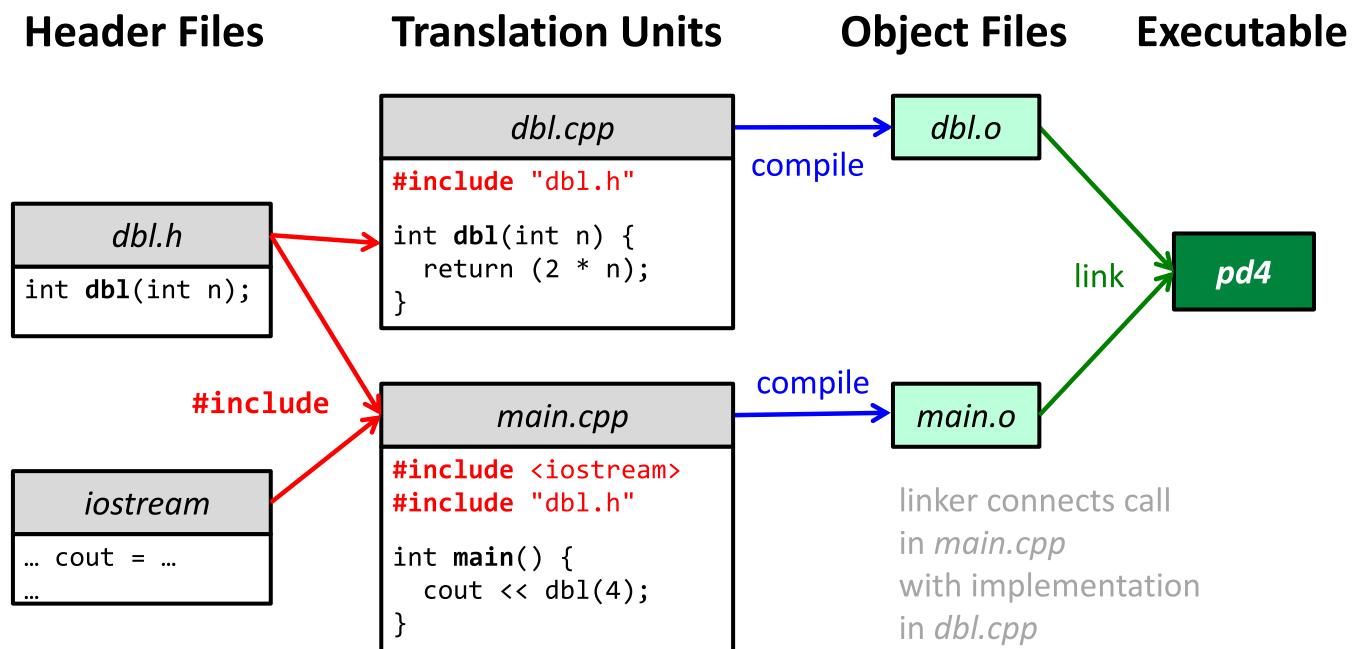 Header Files
Translation Units
Object Files
Executable
dbl.h
int dbl(int n);
iostream
… cout = …
…
#include
dbl.cpp
#include "dbl.h"
int dbl(int n) {
  return (2 * n);
}
main.cpp
#include <iostream>
#include "dbl.h"
int main() {
  cout << dbl(4);
}
compile
compile
dbl.o
main.o
link
pd4
linker connects call
in main.cpp
with implementation
in dbl.cpp